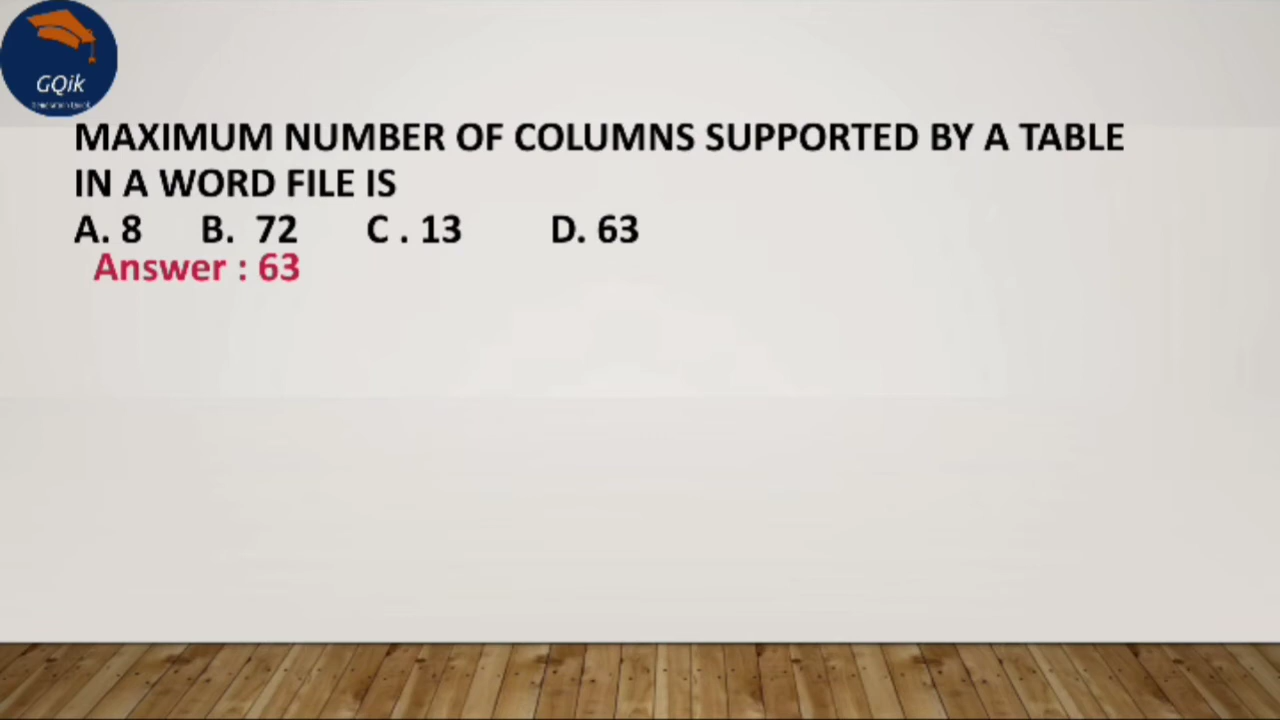 GQik
MAXIMUM NUMBER OF COLUMNS SUPPORTED BY A TABLE
IN A WORD FILE IS
A. 8 B. 72 C . 13 D. 63
Answer : 63